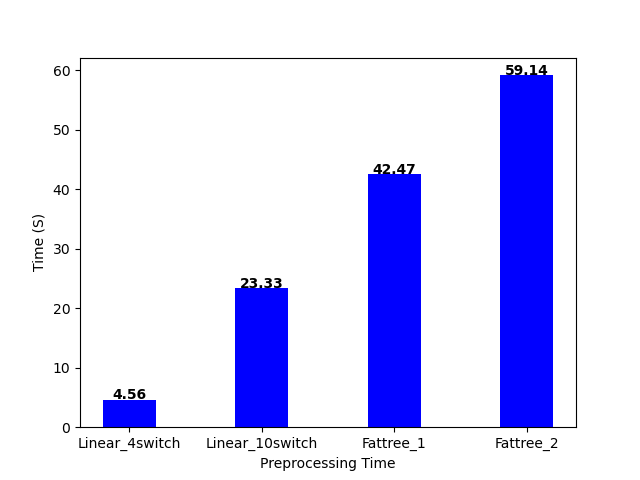 60
50
40
30
20
10
0
Time (S)
4.56
23.33
42.47
59.14
Linear_4switch
Linear_10switch
Fattree_1
Fattree_2
Preprocessing Time